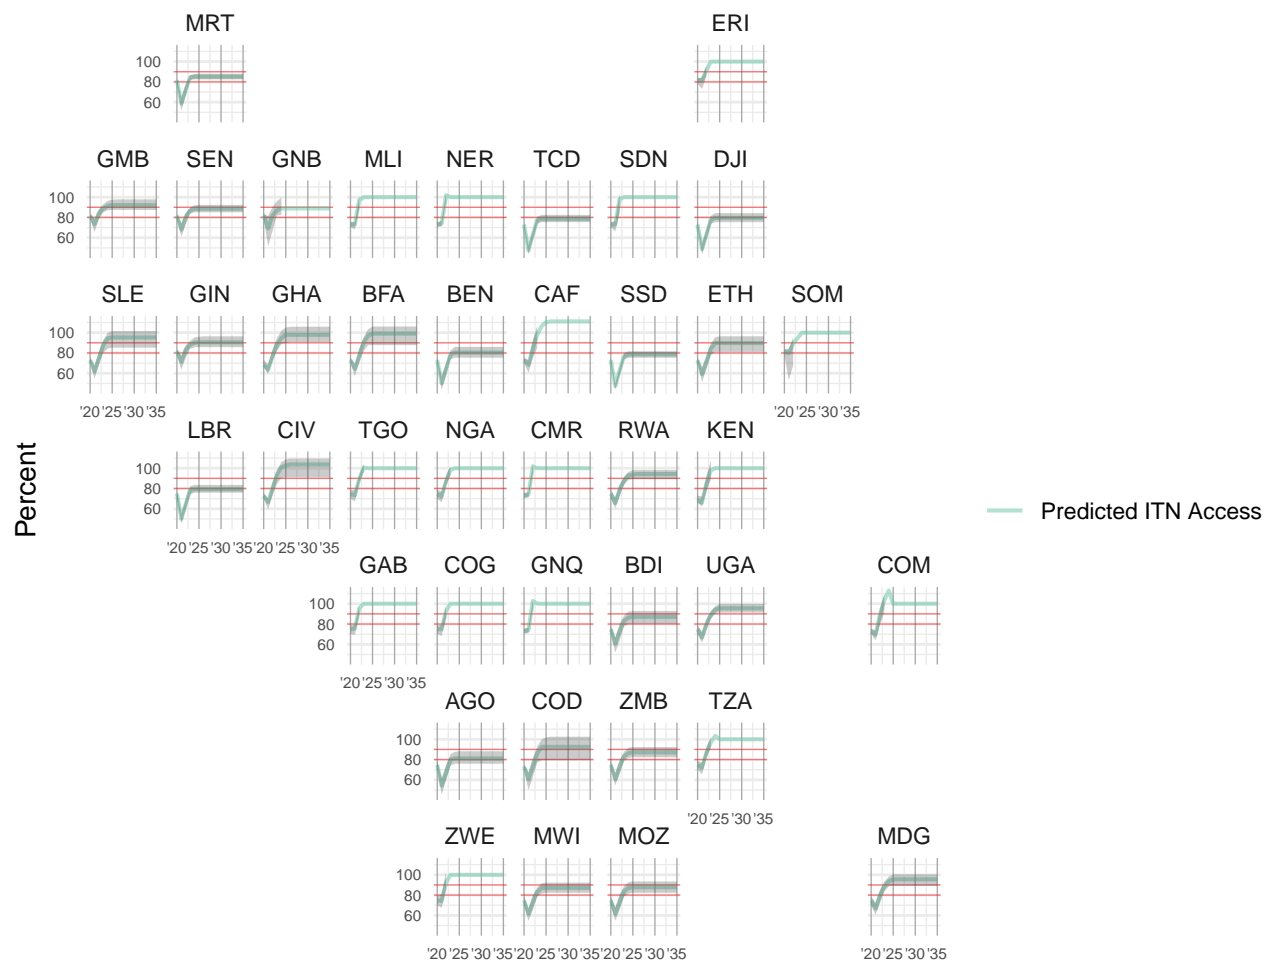 MRT ERI
100
80
60
GMB SEN GNB MLI NER TCD SDN DJI
100
80
60
SLE GIN GHA BFA BEN CAF SSD ETH SOM
100
80
60
'20 '25 '30 '35 '20 '25 '30 '35
LBR CIV TGO NGA CMR RWA KEN
100
80
60
'20 '25 '30 '35 '20 '25 '30 '35
GAB COG GNQ BDI UGA COM
100
80
60
'20 '25 '30 '35
AGO COD ZMB TZA
100
80
60
'20 '25 '30 '35
ZWE MWI MOZ MDG
100
80
60
'20 '25 '30 '35 '20 '25 '30 '35 '20 '25 '30 '35 '20 '25 '30 '35
Percent
Predicted ITN Access